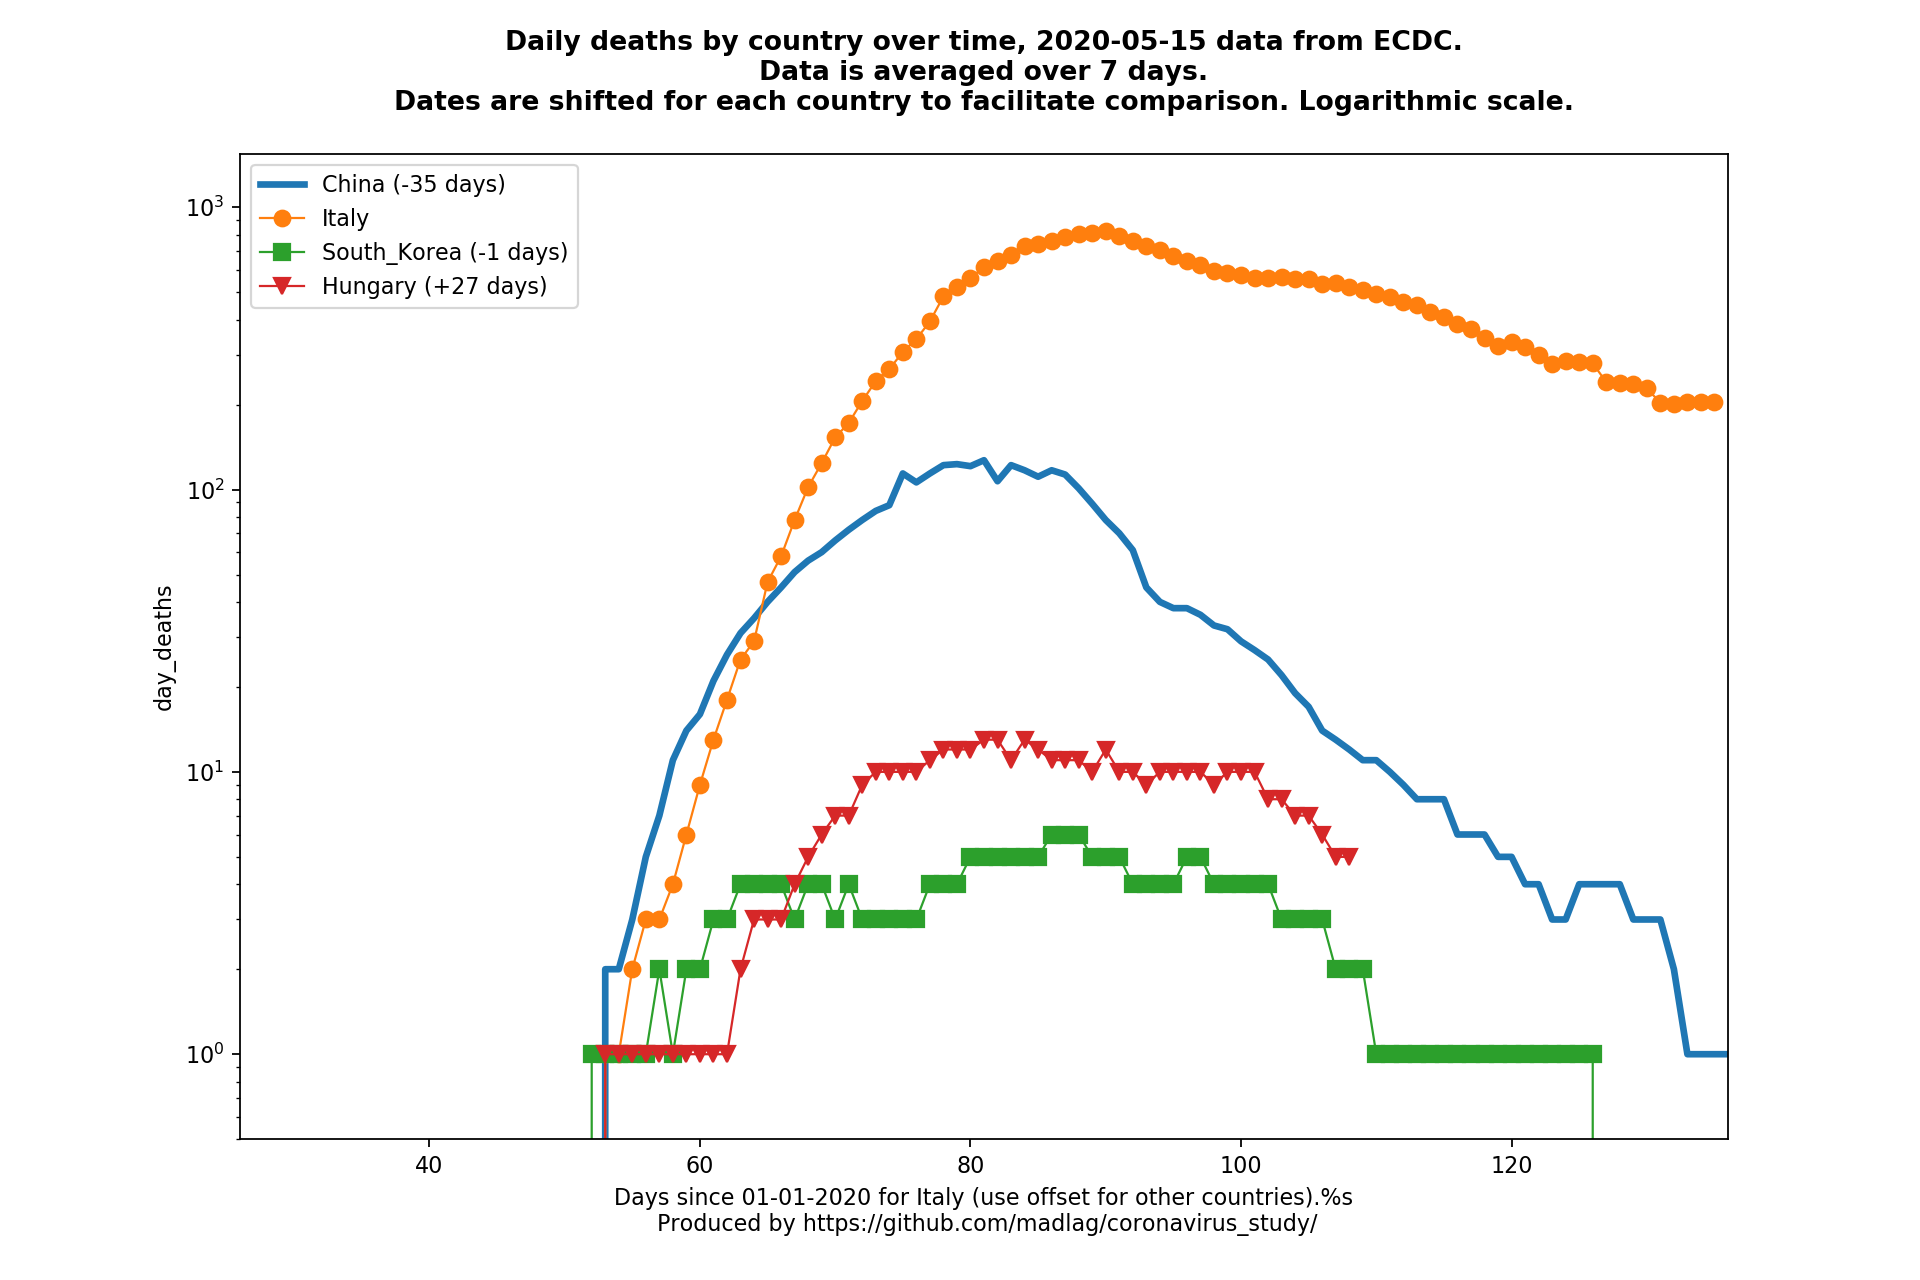 Daily deaths by country over time, 2020-05-15 data from ECDC.
Data is averaged over 7 days.
Dates are shifted for each country to facilitate comparison. Logarithmic scale.
China (-35 days)
Italy
South_Korea (-1 days)
Hungary (+27 days)
10³
10²
10¹
10⁰
day_deaths
40 60 80 100 120
Days since 01-01-2020 for Italy (use offset for other countries).%s
Produced by https://github.com/madlag/coronavirus_study/